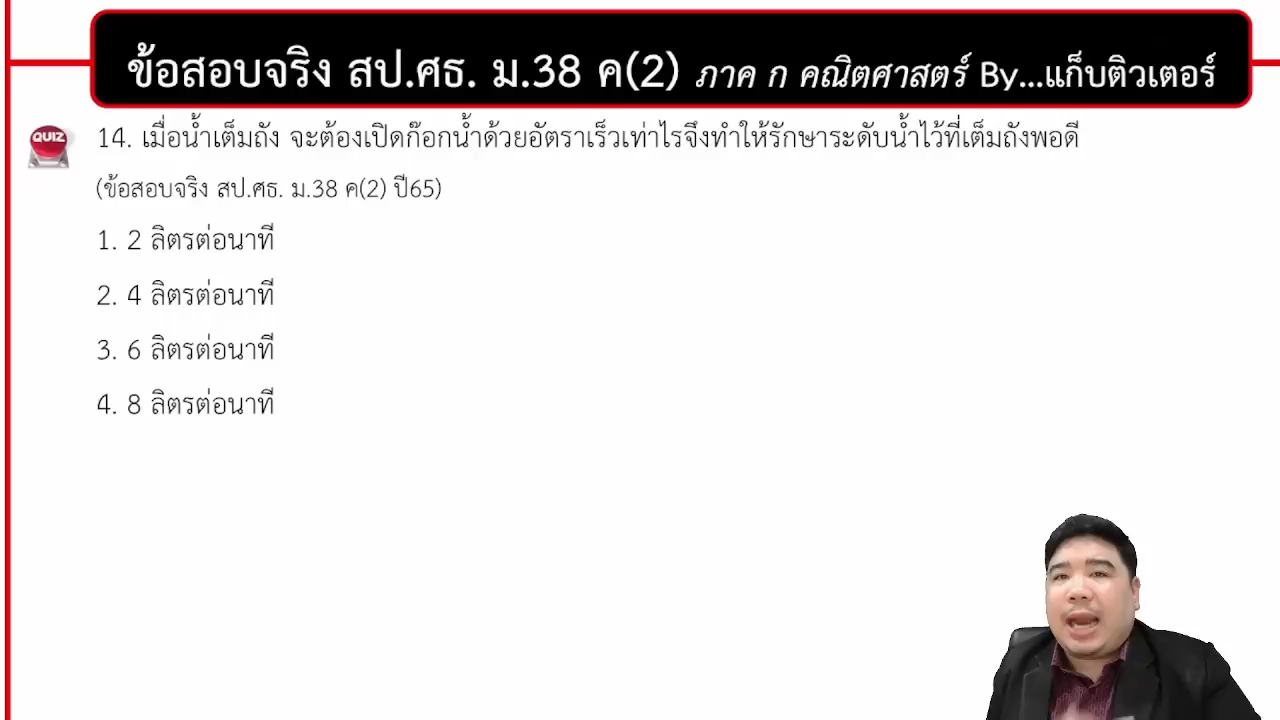 ข้อสอบจริง สป.ศธ. ม.38 ค(2) ภาค ก คณิตศาสตร์ By...แก็บติวเตอร์
QUIZ
14. เมื่อน้ำเต็มถัง จะต้องเปิดก๊อกน้ำด้วยอัตราเร็วเท่าไรจึงทำให้รักษาระดับน้ำไว้ที่เต็มถังพอดี
(ข้อสอบจริง สป.ศธ. ม.38 ค(2) ปี65)
1. 2 ลิตรต่อนาที
2. 4 ลิตรต่อนาที
3. 6 ลิตรต่อนาที
4. 8 ลิตรต่อนาที